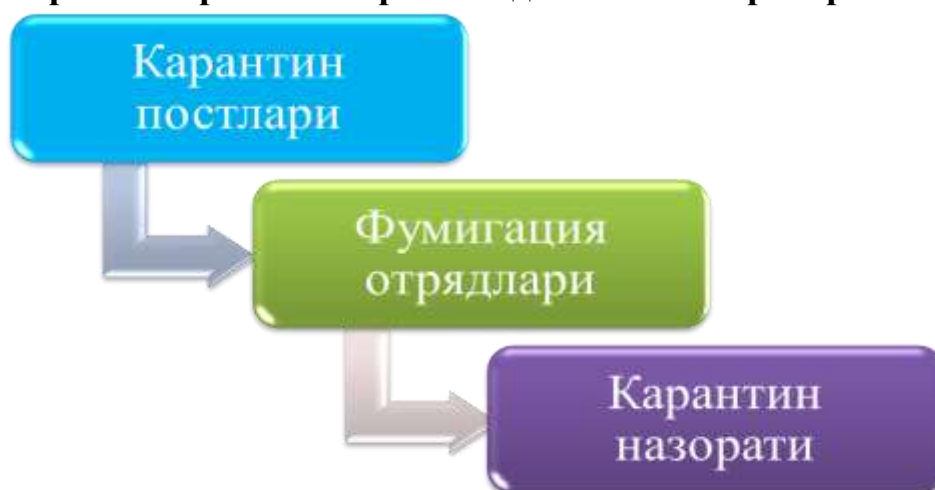 Карантин
постлари
Фумигация
отрядлари
Карантин
назорати